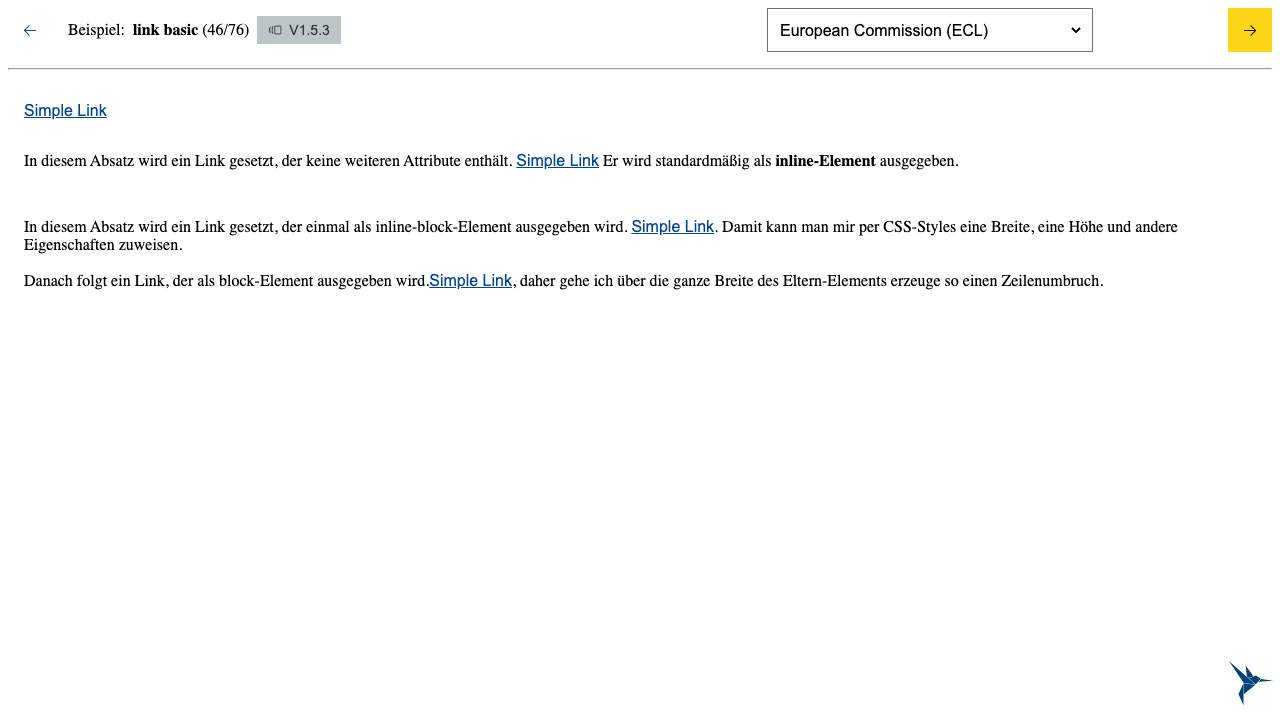 Beispiel: link basic (46/76) V1.5.3 European Commission (ECL)
Simple Link
In diesem Absatz wird ein Link gesetzt, der keine weiteren Attribute enthält. Simple Link Er wird standardmäßig als inline-Element ausgegeben.
In diesem Absatz wird ein Link gesetzt, der einmal als inline-block-Element ausgegeben wird. Simple Link. Damit kann man mir per CSS-Styles eine Breite, eine Höhe und andere
Eigenschaften zuweisen.
Danach folgt ein Link, der als block-Element ausgegeben wird.Simple Link, daher gehe ich über die ganze Breite des Eltern-Elements erzeuge so einen Zeilenumbruch.